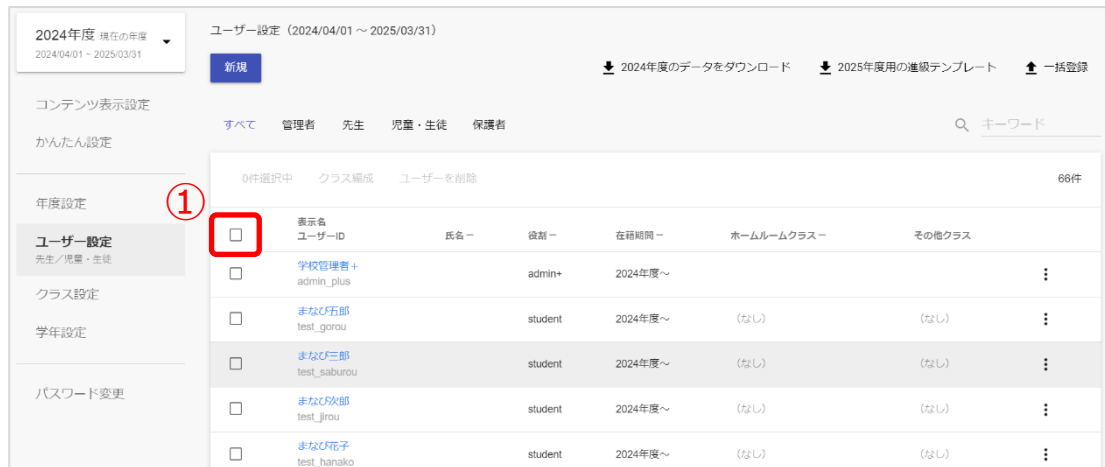 2024年度 現在の年度
2024/04/01 ~ 2025/03/31
コンテンツ表示設定
かんたん設定
年度設定
ユーザー設定
先生/児童・生徒
クラス設定
学年設定
パスワード変更
ユーザー設定(2024/04/01 ~ 2025/03/31)
新規
2024年度のデータをダウンロード 2025年度用の進級テンプレート 一括登録
すべて 管理者 先生 児童・生徒 保護者 キーワード
0件選択中 クラス編成 ユーザーを削除 66件
①
表示名
ユーザーID 氏名 − 役割 − 在籍期間 − ホームルームクラス − その他クラス
学校管理者+
admin_plus admin+ 2024年度~
まなび五郎
test_gorou student 2024年度~ (なし) (なし)
まなび三郎
test_saburou student 2024年度~ (なし) (なし)
まなび次郎
test_jirou student 2024年度~ (なし) (なし)
まなび花子
test_hanako student 2024年度~ (なし) (なし)